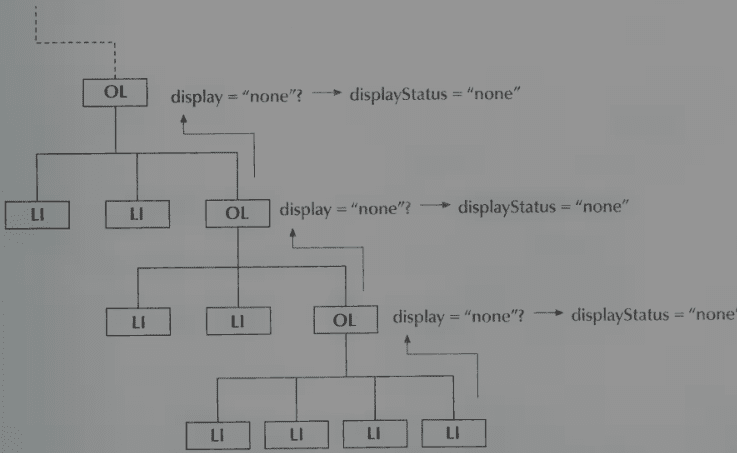 OL
display = “none”? → displayStatus = “none”
LI LI OL
display = “none”? → displayStatus = “none”
LI LI OL
display = “none”? → displayStatus = “none”
LI LI LI LI